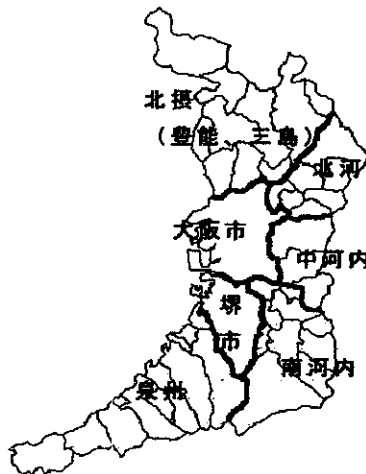 北摂
(豊能、三島)
北河
大阪市
中河内
堺
市
南河内
泉州